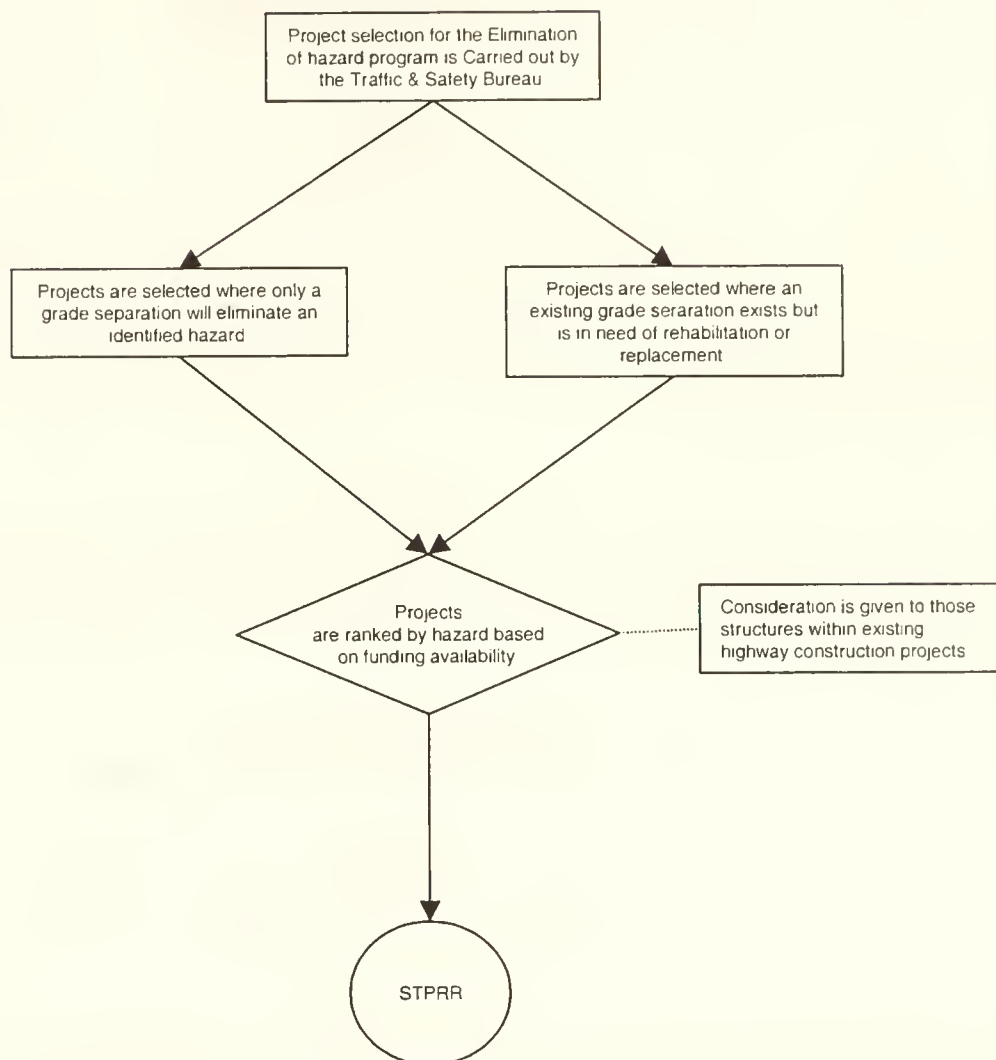 Project selection for the Elimination
of hazard program is Carried out by
the Traffic & Safety Bureau
Projects are selected where only a
grade separation will eliminate an
identified hazard
Projects are selected where an
existing grade seraration exists but
is in need of rehabilitation or
replacement
Projects
are ranked by hazard based
on funding availability
Consideration is given to those
structures within existing
highway construction projects
STPRR